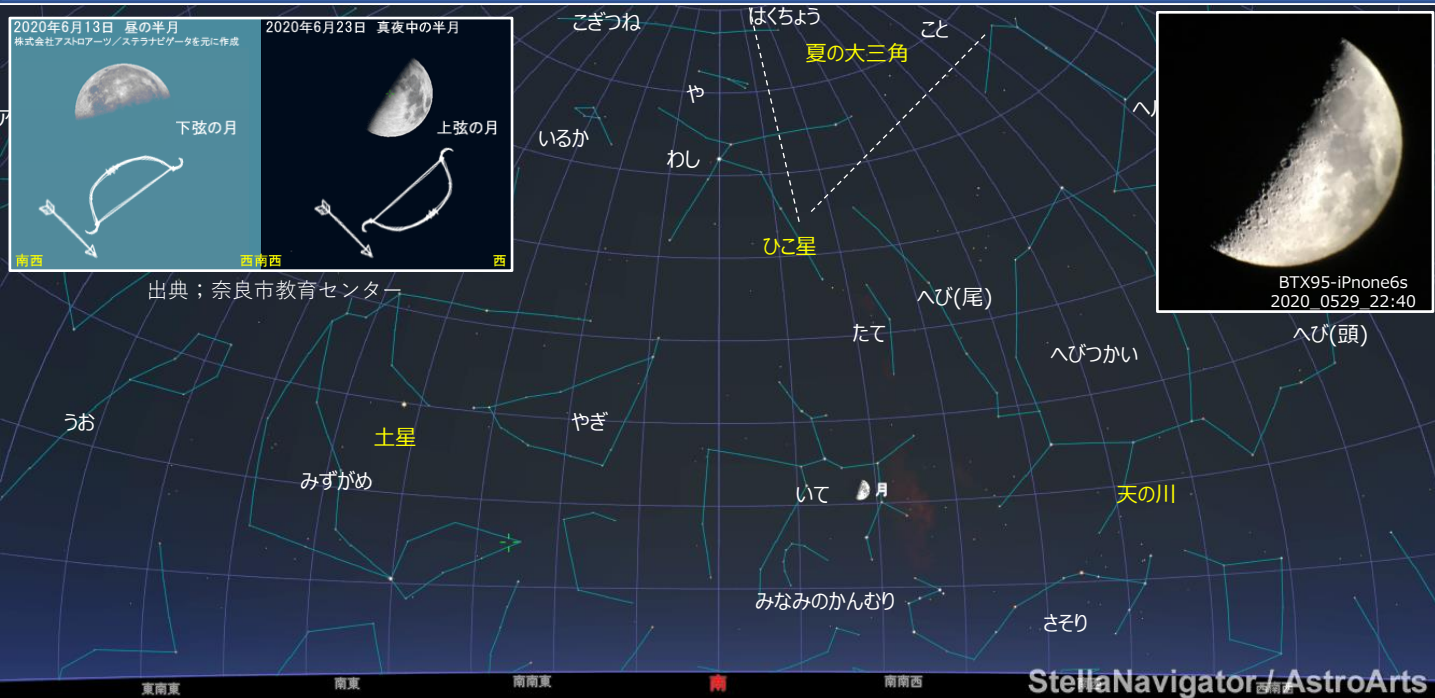 2020年6月13日 昼の半月
株式会社アストロアーツ／ステラナビゲータを元に作成
下弦の月
南西
西
2020年6月23日 真夜中の半月
上弦の月
南西
西
出典；奈良市教育センター
こぎつね
はくちょう
こと
夏の大三角
や
いるか
わし
ひこ星
へび(尾)
たて
へびつかい
へび(頭)
BTX95-iPnone6s
2020_0529_22:40
うお
土星
やぎ
みずがめ
いて
月
天の川
みなみのかんむり
さそり
東南東
南東
南南東
南
南南西
StellaNavigator / AstroArts